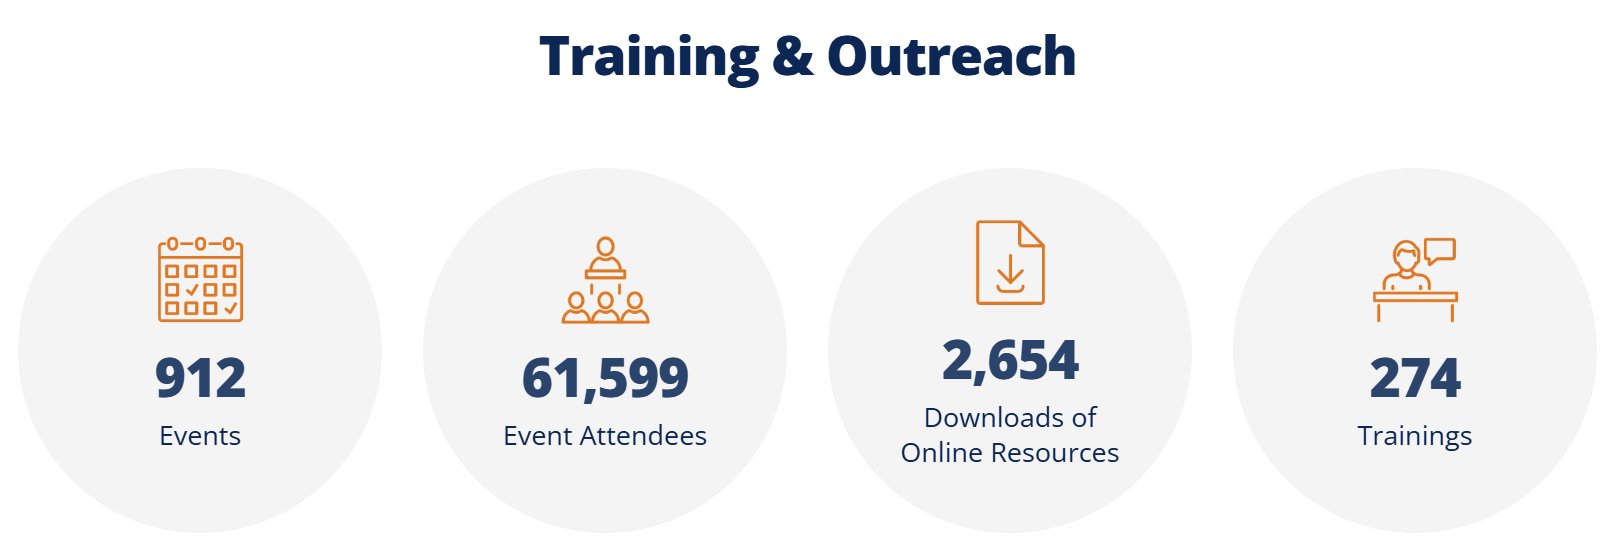 Training & Outreach
912
Events
61,599
Event Attendees
2,654
Downloads of
Online Resources
274
Trainings